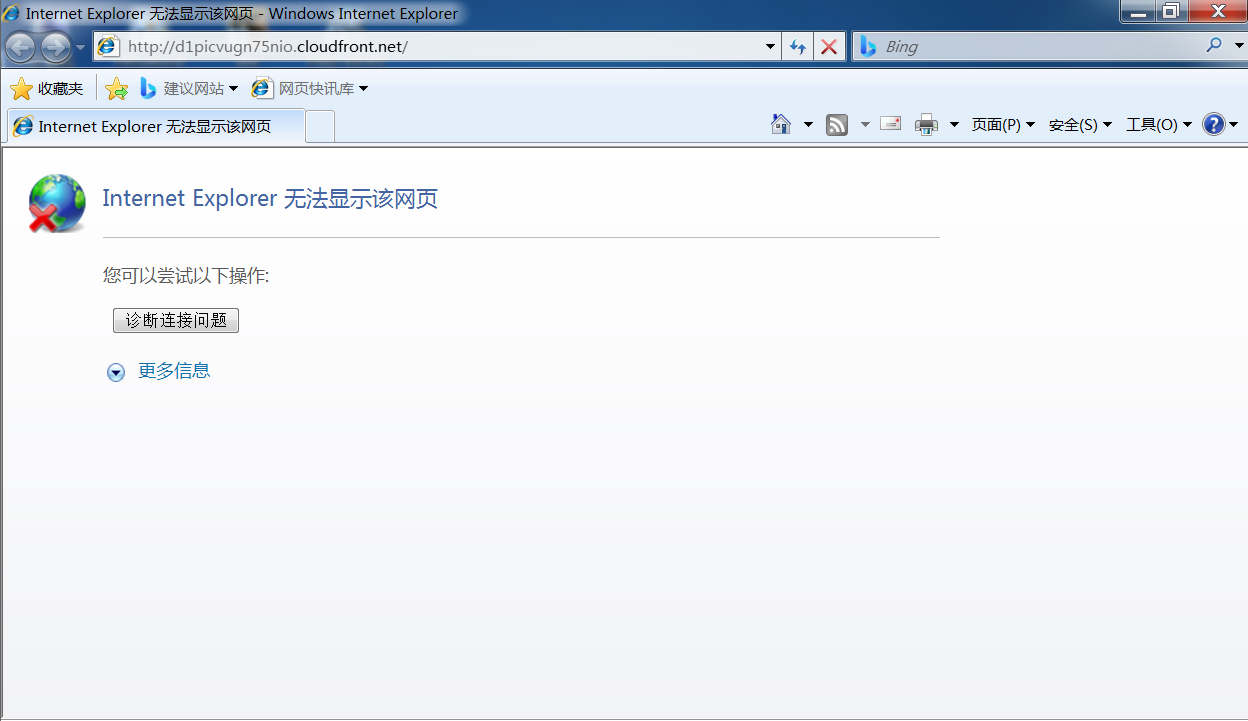 Internet Explorer 无法显示该网页 - Windows Internet Explorer
http://d1picvugn75nio.cloudfront.net/
Bing
收藏夹 建议网站 网页快讯库
Internet Explorer 无法显示该网页
页面(P) 安全(S) 工具(O)
Internet Explorer 无法显示该网页
您可以尝试以下操作:
诊断连接问题
更多信息